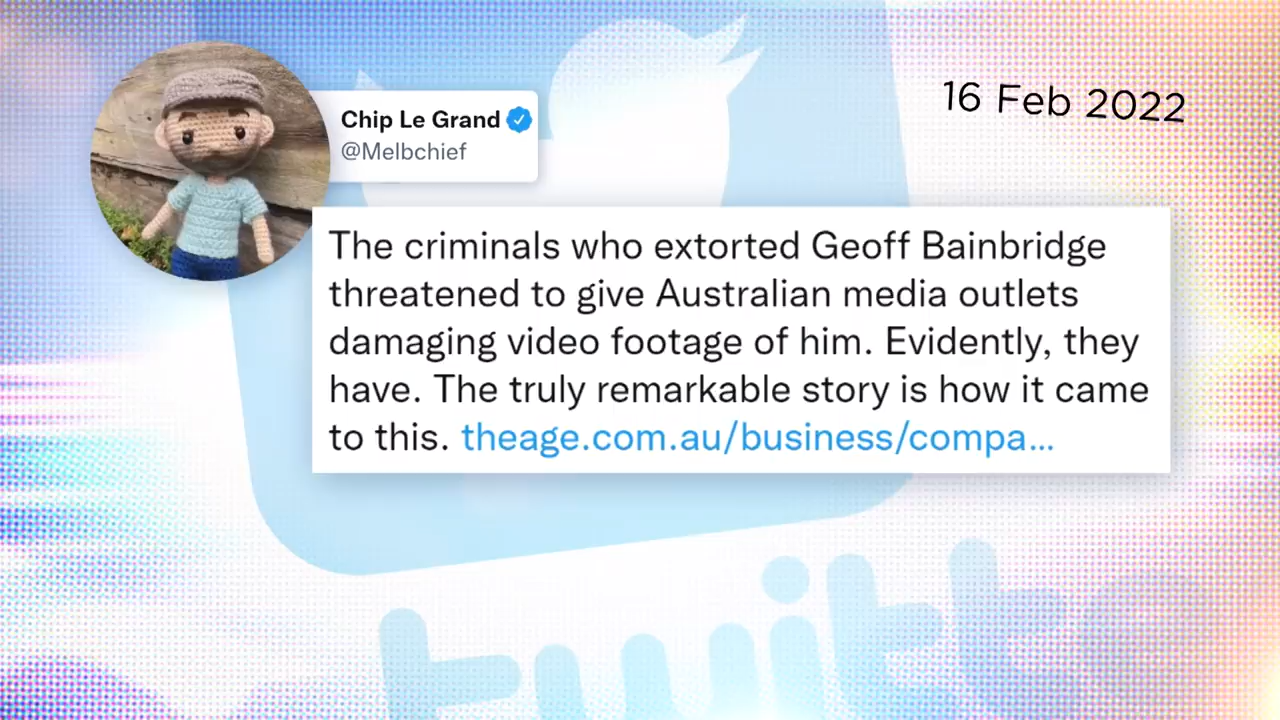 16 Feb 2022
Chip Le Grand
@Melbchief
The criminals who extorted Geoff Bainbridge
threatened to give Australian media outlets
damaging video footage of him. Evidently, they
have. The truly remarkable story is how it came
to this. theage.com.au/business/compa...
twitt